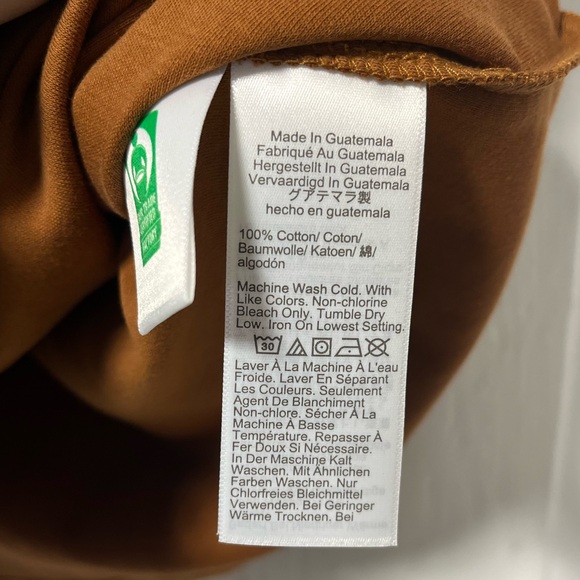 Made In Guatemala
Fabriqué Au Guatemala
Hergestellt In Guatemala
Vervaardigd In Guatemala
グアテマラ製
hecho en guatemala
100% Cotton/ Coton/
Baumwolle/ Katoen/ 綿/
algodón
Machine Wash Cold. With
Like Colors. Non-chlorine
Bleach Only. Tumble Dry
Low. Iron On Lowest Setting.
30
Laver À La Machine À L'eau
Froide. Laver En Séparant
Les Couleurs. Seulement
Agent De Blanchiment
Non-chlore. Sécher À La
Machine À Basse
Température. Repasser À
Fer Doux Si Nécessaire.
In Der Maschine Kalt
Waschen. Mit Ähnlichen
Farben Waschen. Nur
Chlorfreies Bleichmittel
Verwenden. Bei Geringer
Wärme Trocknen. Bei